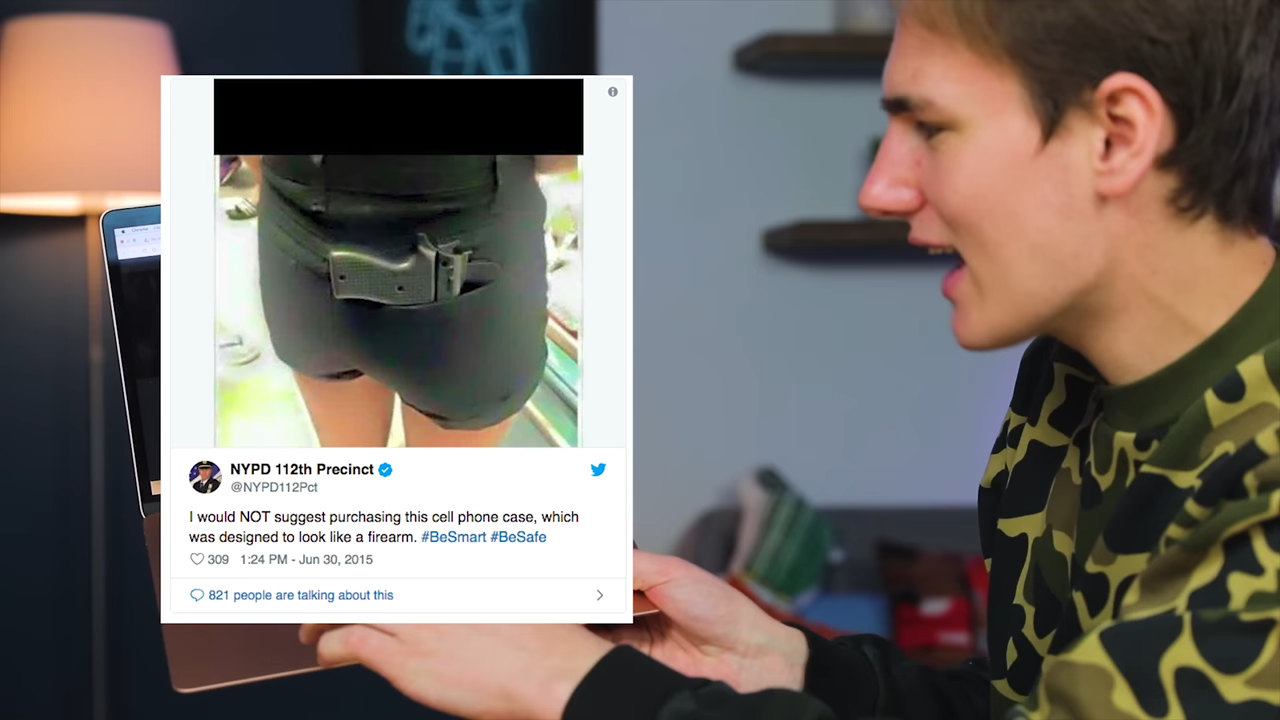 NYPD 112th Precinct
@NYPD112Pct
I would NOT suggest purchasing this cell phone case, which
was designed to look like a firearm. #BeSmart #BeSafe
309 1:24 PM - Jun 30, 2015
821 people are talking about this